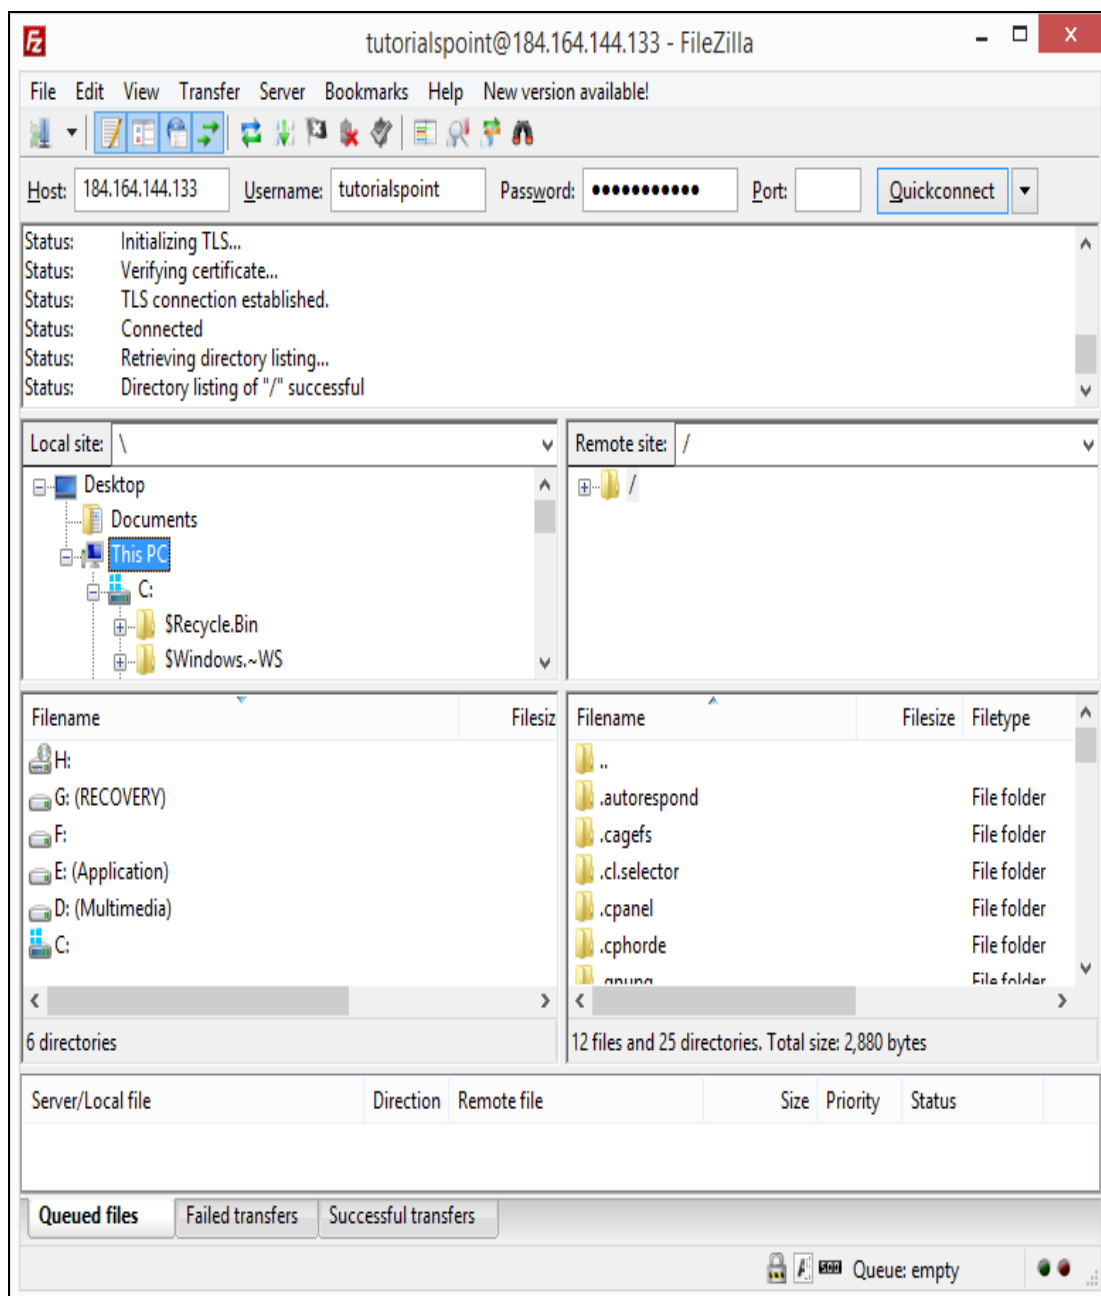 Fz
tutorialspoint@184.164.144.133 - FileZilla
X
File Edit View Transfer Server Bookmarks Help New version available!
Host: 184.164.144.133 Username: tutorialspoint Password: ●●●●●●●●●●● Port: Quickconnect
Status: Initializing TLS...
Status: Verifying certificate...
Status: TLS connection established.
Status: Connected
Status: Retrieving directory listing...
Status: Directory listing of "/" successful
Local site: \
Desktop
Documents
This PC
C:
$Recycle.Bin
$Windows.~WS
Remote site: /
/
Filename Filesiz
H:
G: (RECOVERY)
F:
E: (Application)
D: (Multimedia)
C:
6 directories
Filename Filesize Filetype
..
.autorespond File folder
.cagefs File folder
.cl.selector File folder
.cpanel File folder
.cphorde File folder
.gnupg File folder
12 files and 25 directories. Total size: 2,880 bytes
Server/Local file Direction Remote file Size Priority Status
Queued files Failed transfers Successful transfers
Queue: empty